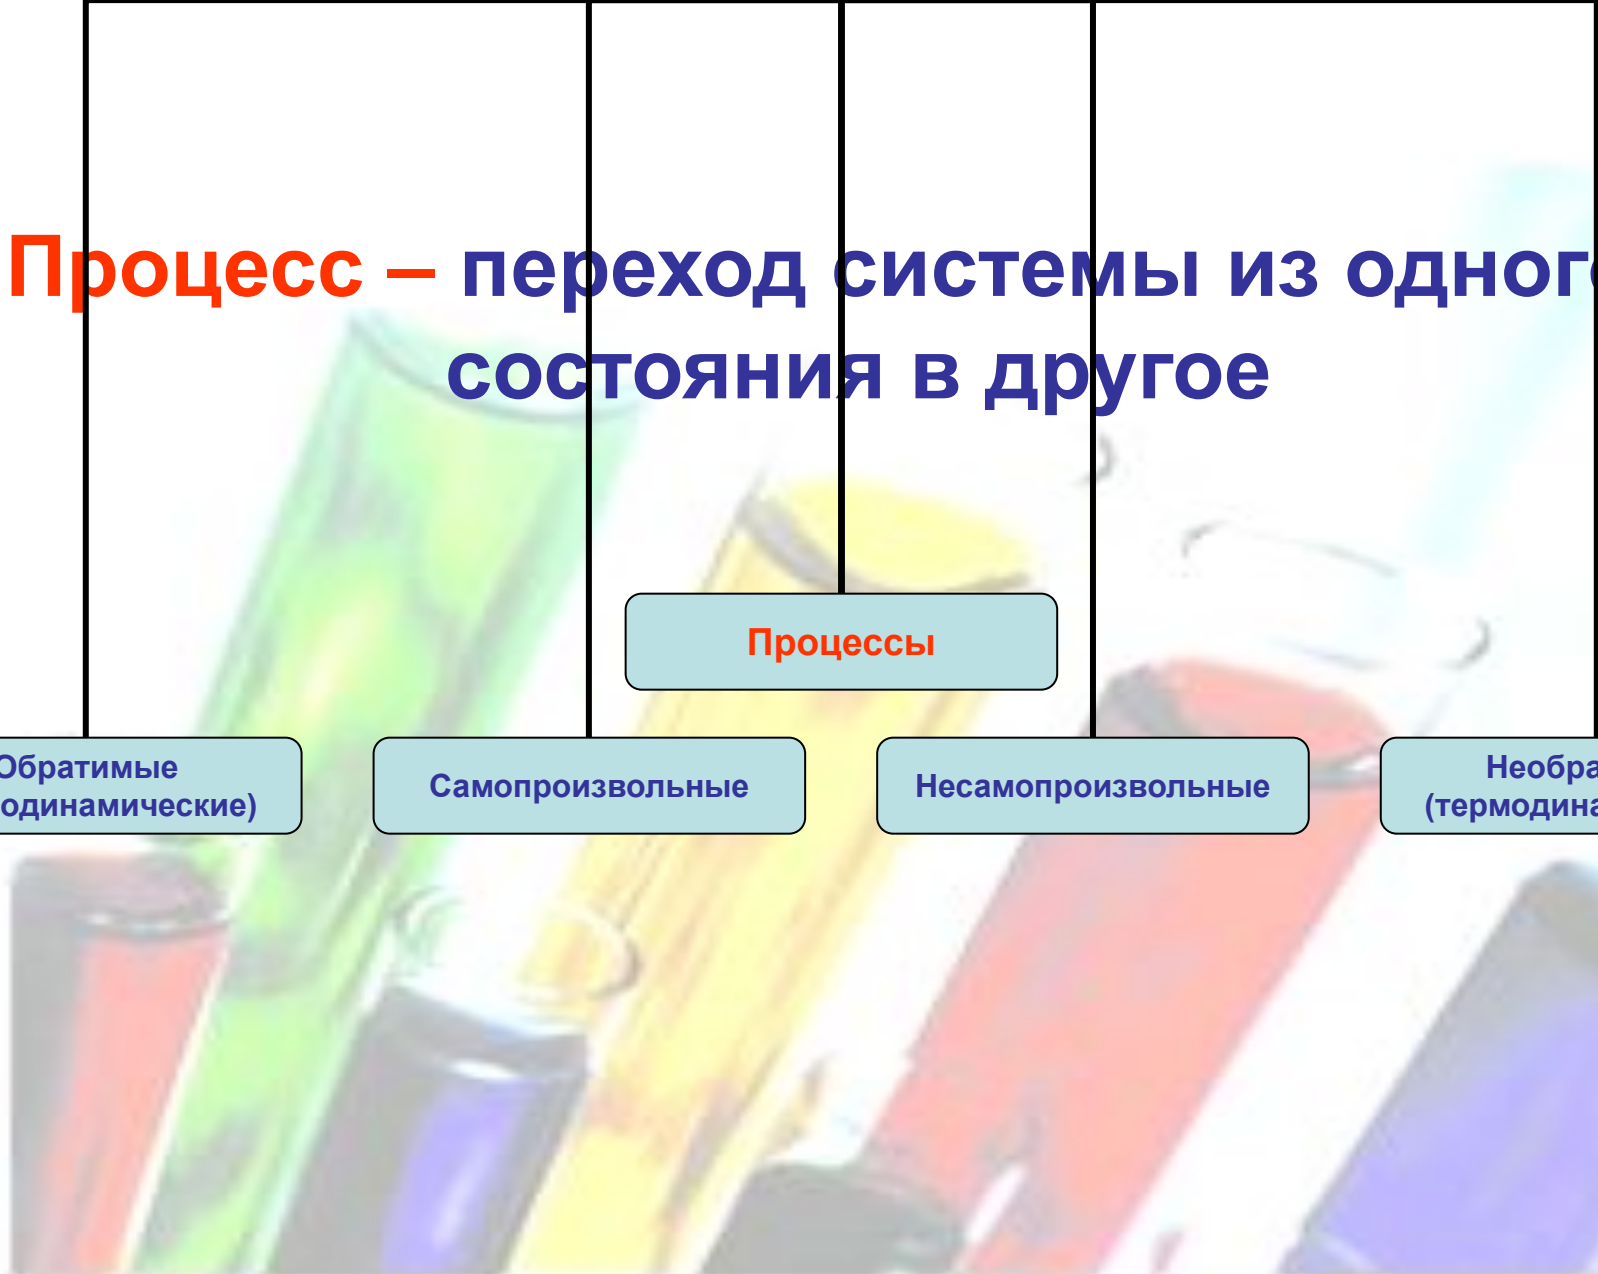 Процесс – переход системы из одного
состояния в другое
Процессы
Обратимые
одинамические)
Самопроизвольные
Несамопроизвольные
Необра
(термодина